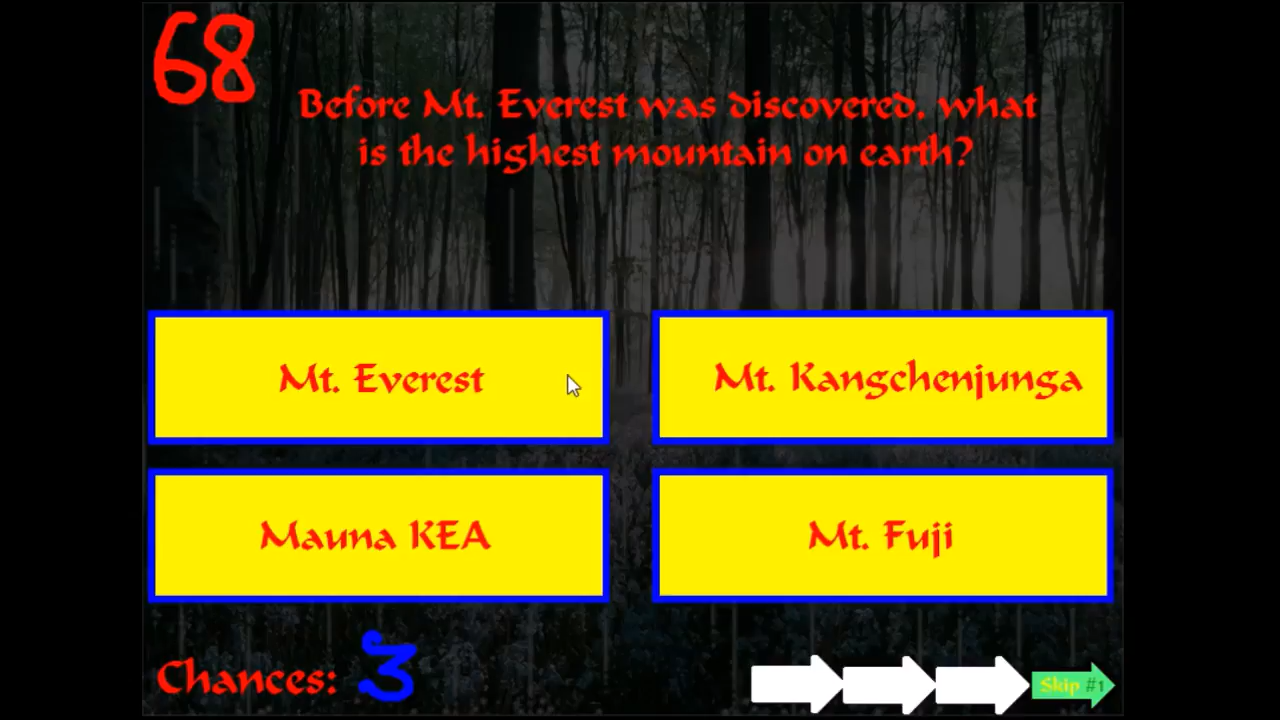 68
Before Mt. Everest was discovered, what
is the highest mountain on earth?
Mt. Everest
Mt. Kangchenjunga
Mauna KEA
Mt. Fuji
Chances: 3
Skip #1